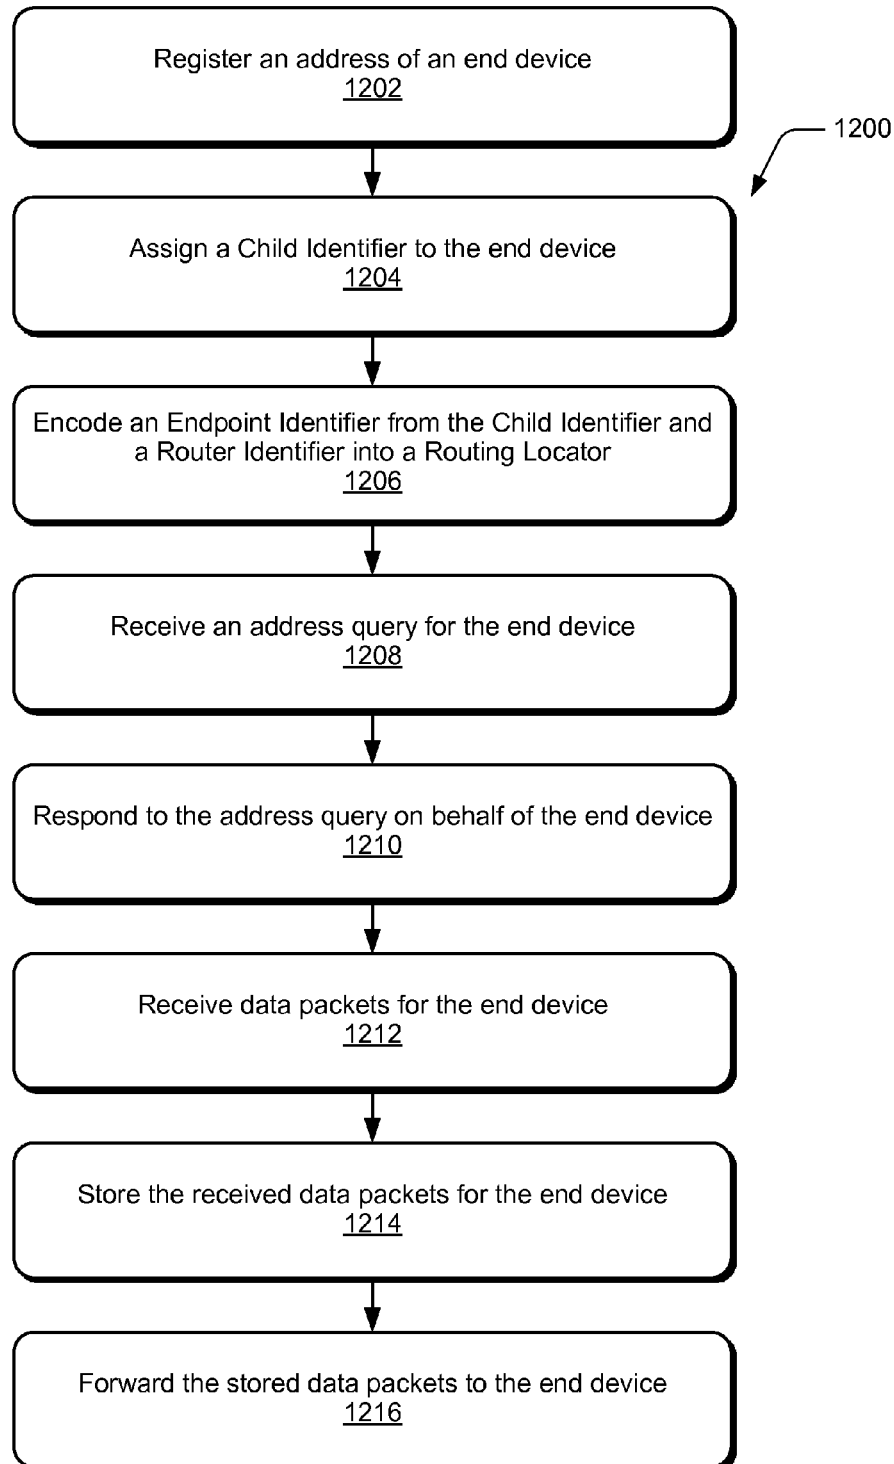 Register an address of an end device
1202
1200
Assign a Child Identifier to the end device
1204
Encode an Endpoint Identifier from the Child Identifier and
a Router Identifier into a Routing Locator
1206
Receive an address query for the end device
1208
Respond to the address query on behalf of the end device
1210
Receive data packets for the end device
1212
Store the received data packets for the end device
1214
Forward the stored data packets to the end device
1216